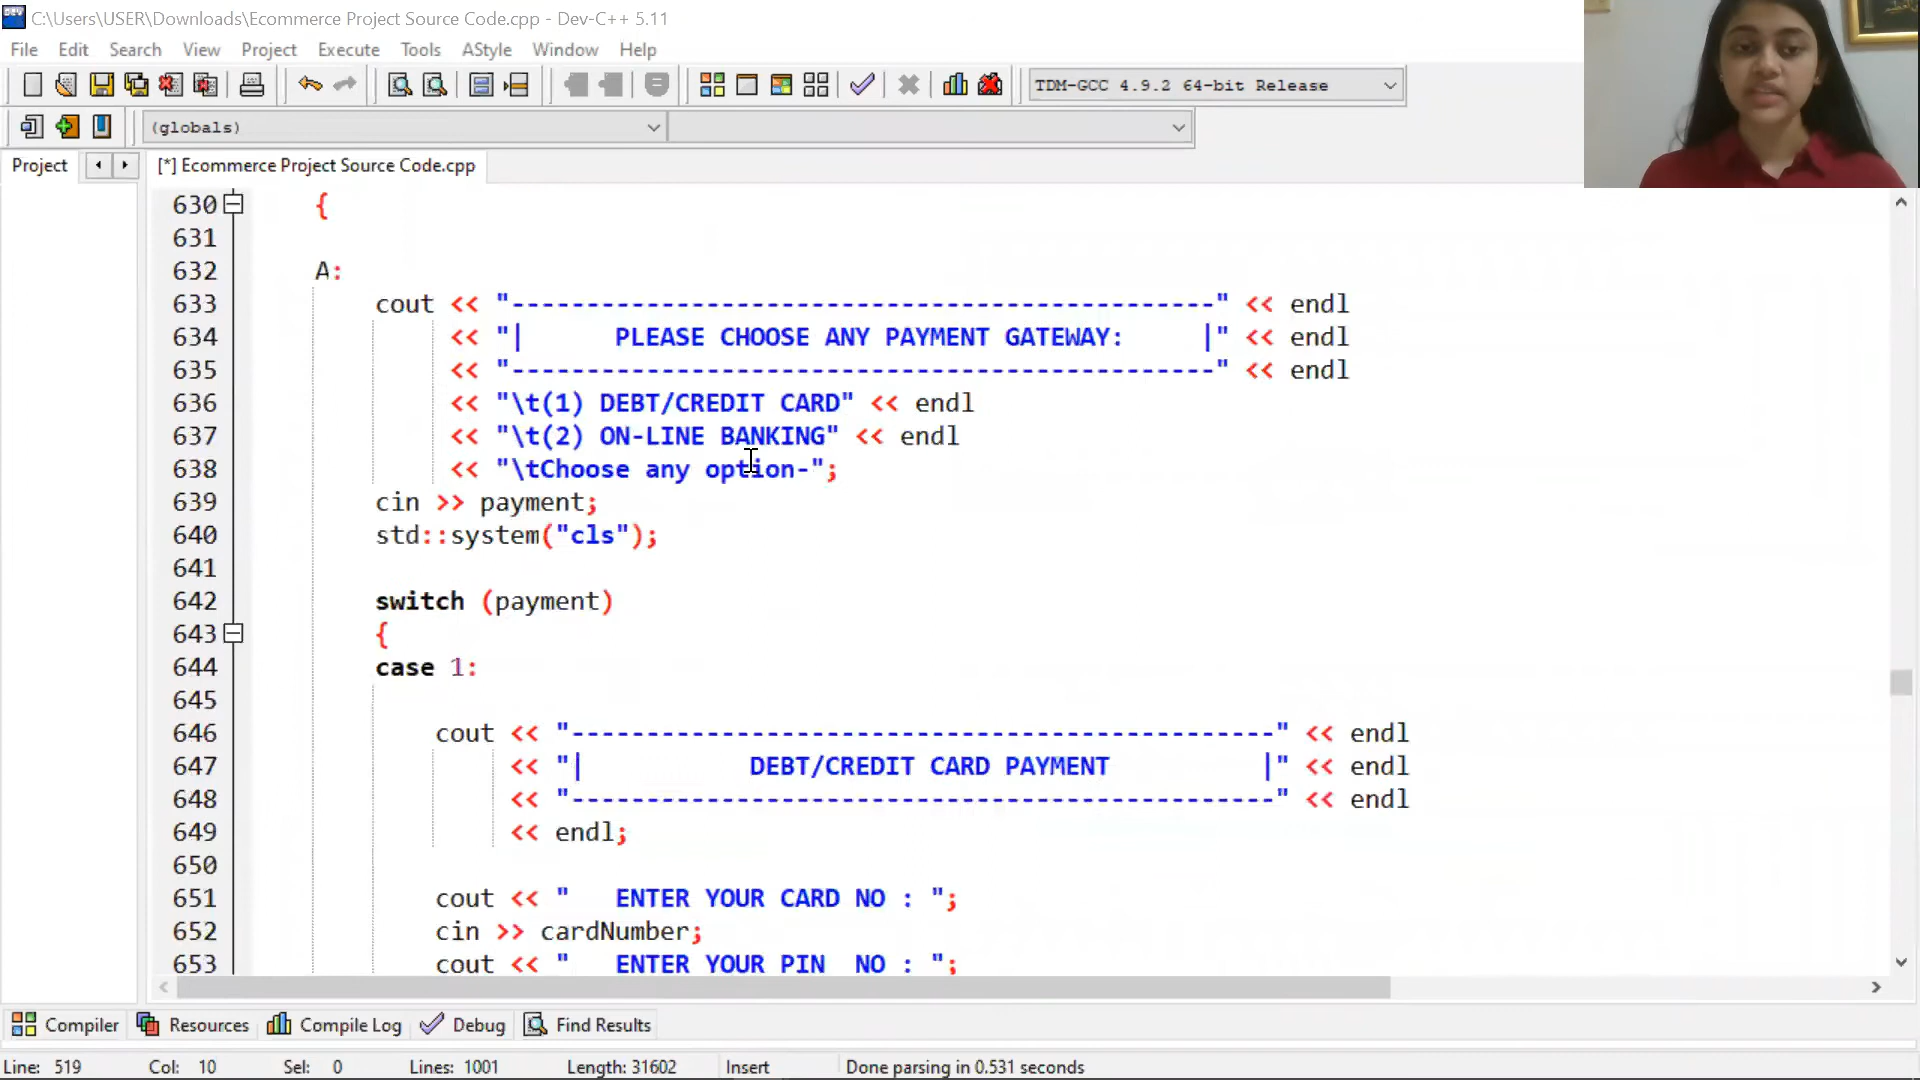 C:\Users\USER\Downloads\Ecommerce Project Source Code.cpp - Dev-C++ 5.11
File Edit Search View Project Execute Tools AStyle Window Help
TDM-GCC 4.9.2 64-bit Release
(globals)
Project [*] Ecommerce Project Source Code.cpp
630 {
631
632 A:
633 cout << "-----------------------------------------------" << endl
634 << "|      PLEASE CHOOSE ANY PAYMENT GATEWAY:     |" << endl
635 << "-----------------------------------------------" << endl
636 << "\t(1) DEBT/CREDIT CARD" << endl
637 << "\t(2) ON-LINE BANKING" << endl
638 << "\tChoose any option-";
639 cin >> payment;
640 std::system("cls");
641
642 switch (payment)
643 {
644 case 1:
645
646 cout << "-----------------------------------------------" << endl
647 << "|           DEBT/CREDIT CARD PAYMENT          |" << endl
648 << "-----------------------------------------------" << endl
649 << endl;
650
651 cout << "   ENTER YOUR CARD NO : ";
652 cin >> cardNumber;
653 cout << "   ENTER YOUR PIN  NO : ";
Compiler Resources Compile Log Debug Find Results
Line: 519 Col: 10 Sel: 0 Lines: 1001 Length: 31602 Insert Done parsing in 0.531 seconds